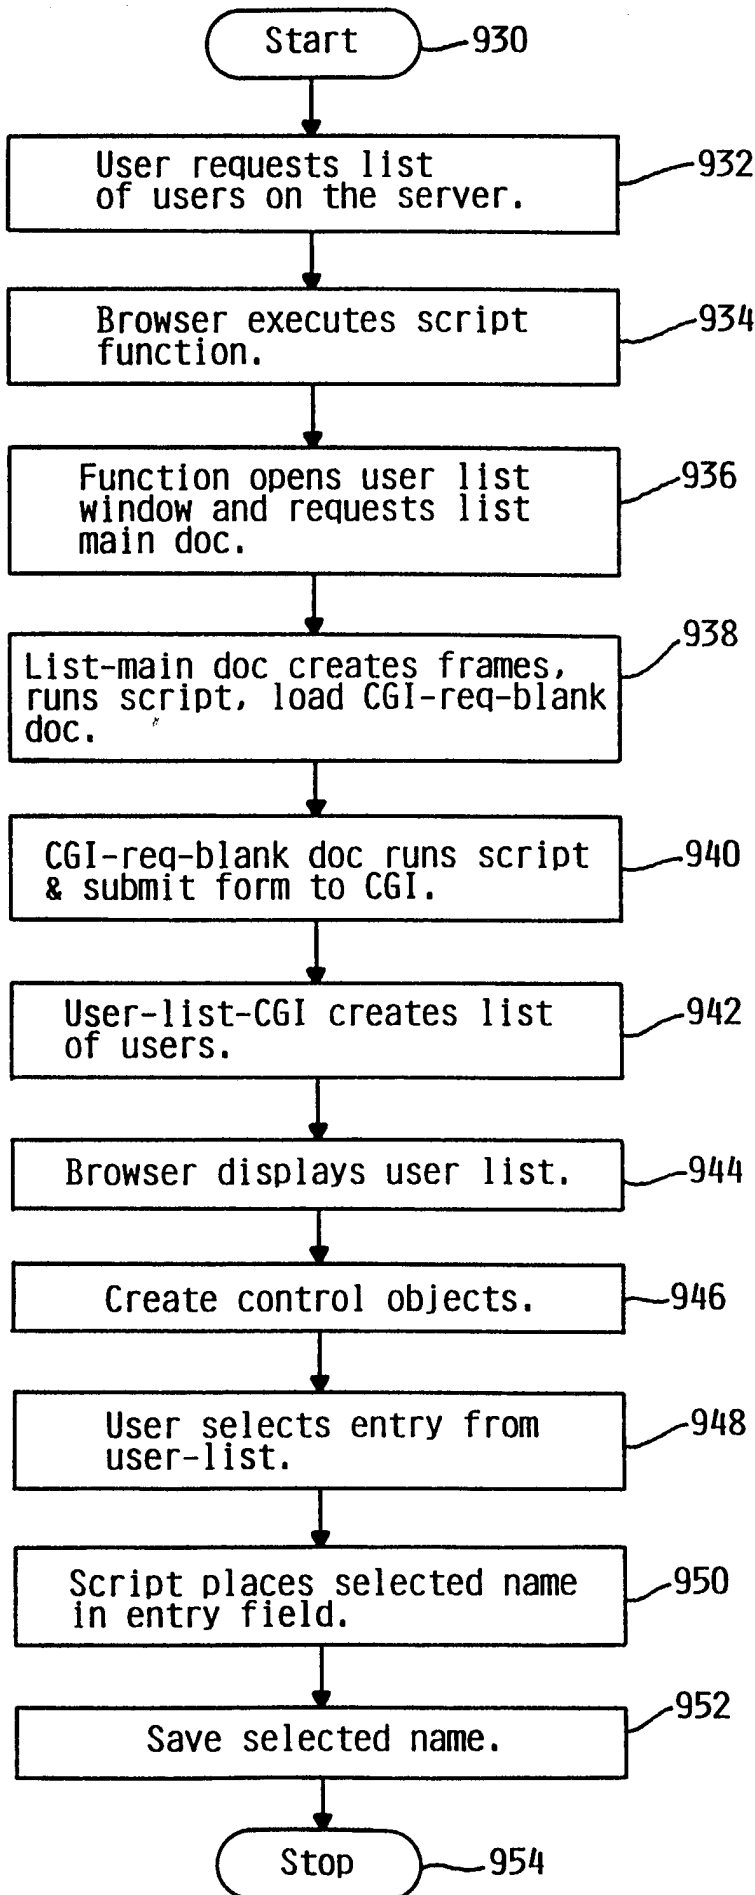 Start
930
User requests list
of users on the server.
932
Browser executes script
function.
934
Function opens user list
window and requests list
main doc.
936
List-main doc creates frames,
runs script, load CGI-req-blank
doc.
938
CGI-req-blank doc runs script
& submit form to CGI.
940
User-list-CGI creates list
of users.
942
Browser displays user list.
944
Create control objects.
946
User selects entry from
user-list.
948
Script places selected name
in entry field.
950
Save selected name.
952
Stop
954